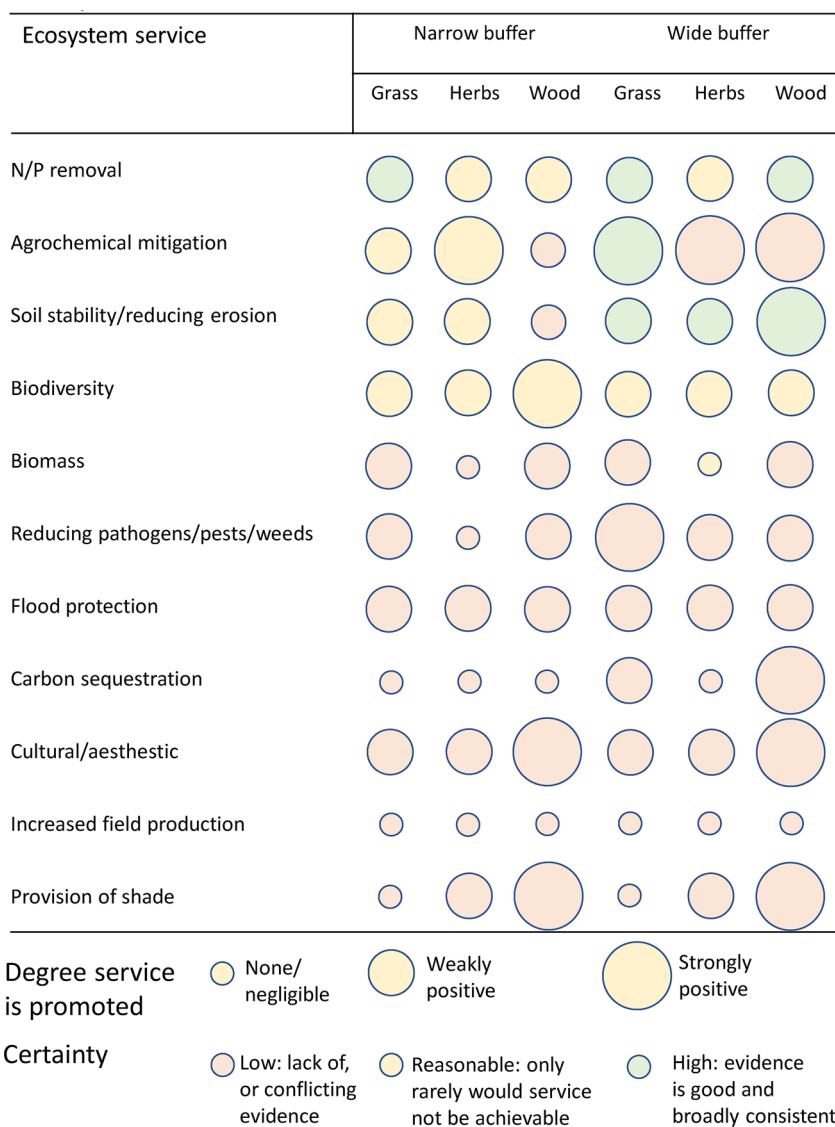 Ecosystem service
Narrow buffer
Wide buffer
Grass
Herbs
Wood
Grass
Herbs
Wood
N/P removal
Agrochemical mitigation
Soil stability/reducing erosion
Biodiversity
Biomass
Reducing pathogens/pests/weeds
Flood protection
Carbon sequestration
Cultural/aesthestic
Increased field production
Provision of shade
Degree service
is promoted
None/
negligible
Weakly
positive
Strongly
positive
Certainty
Low: lack of,
or conflicting
evidence
Reasonable: only
rarely would service
not be achievable
High: evidence
is good and
broadly consistent